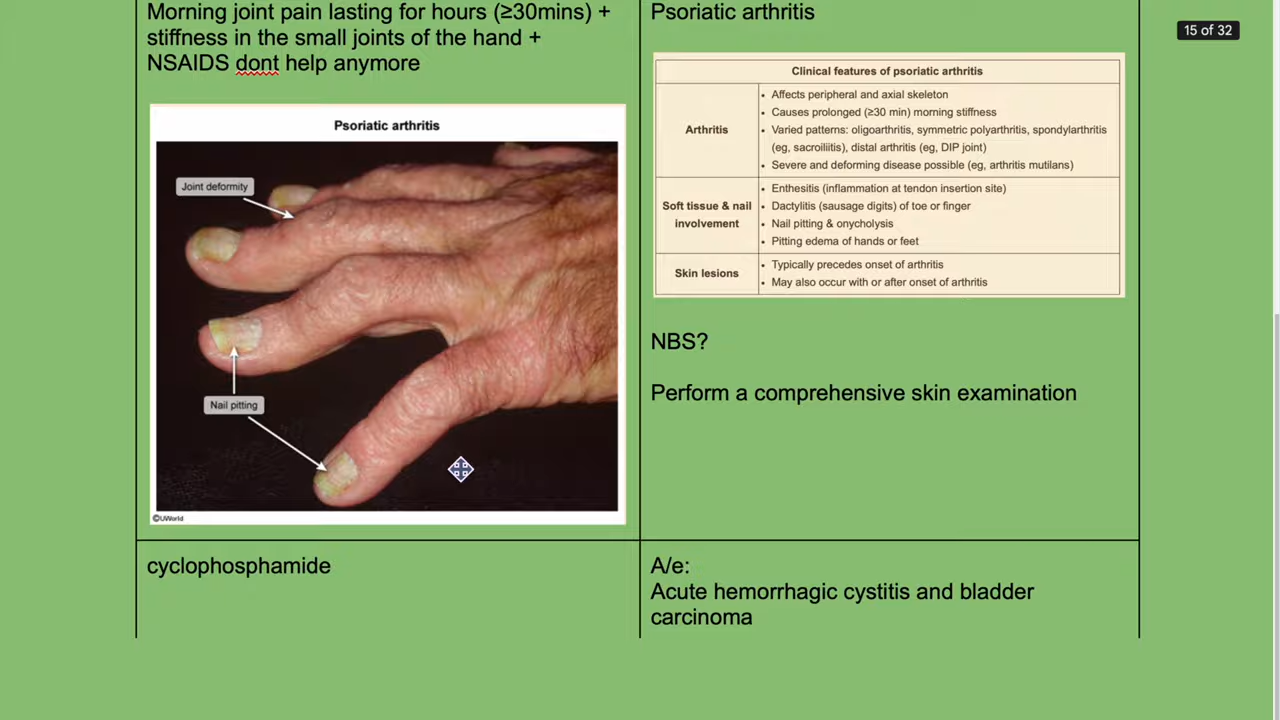 Morning joint pain lasting for hours (≥30mins) +
stiffness in the small joints of the hand +
NSAIDS dont help anymore
Psoriatic arthritis
Joint deformity
Nail pitting
©UWorld
Psoriatic arthritis
15 of 32
Clinical features of psoriatic arthritis
Arthritis
• Affects peripheral and axial skeleton
• Causes prolonged (≥30 min) morning stiffness
• Varied patterns: oligoarthritis, symmetric polyarthritis, spondylarthritis
(eg, sacroiliitis), distal arthritis (eg, DIP joint)
• Severe and deforming disease possible (eg, arthritis mutilans)
Soft tissue & nail
involvement
• Enthesitis (inflammation at tendon insertion site)
• Dactylitis (sausage digits) of toe or finger
• Nail pitting & onycholysis
• Pitting edema of hands or feet
Skin lesions
• Typically precedes onset of arthritis
• May also occur with or after onset of arthritis
NBS?
Perform a comprehensive skin examination
cyclophosphamide
A/e:
Acute hemorrhagic cystitis and bladder
carcinoma